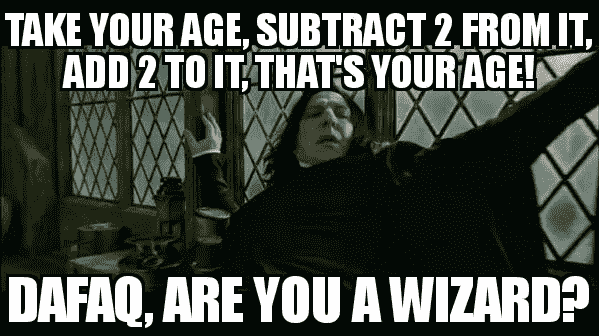 TAKE YOUR AGE, SUBTRACT 2 FROM IT,
ADD 2 TO IT, THAT'S YOUR AGE!
DAFAQ, ARE YOU A WIZARD?